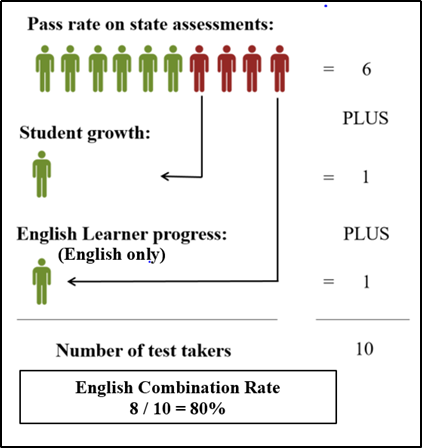 Pass rate on state assessments:
= 6
PLUS
Student growth:
= 1
English Learner progress:
PLUS
(English only)
= 1
Number of test takers
10
English Combination Rate
8 / 10 = 80%